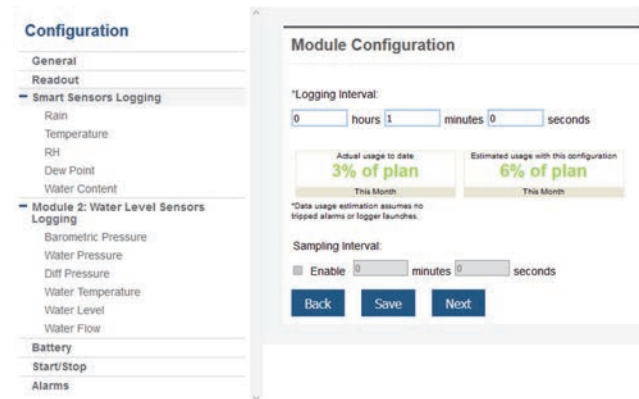 Configuration
General
Readout
Smart Sensors Logging
Rain
Temperature
RH
Dew Point
Water Content
Module 2: Water Level Sensors
Logging
Barometric Pressure
Water Pressure
Diff Pressure
Water Temperature
Water Level
Water Flow
Battery
Start/Stop
Alarms
Module Configuration
*Logging Interval:
0 hours 1 minutes 0 seconds
Actual usage to date
3% of plan
This Month
Estimated usage with this configuration
6% of plan
This Month
*Data usage estimation assumes no
tripped alarms or logger launches.
Sampling Interval:
Enable 0 minutes 0 seconds
Back Save Next